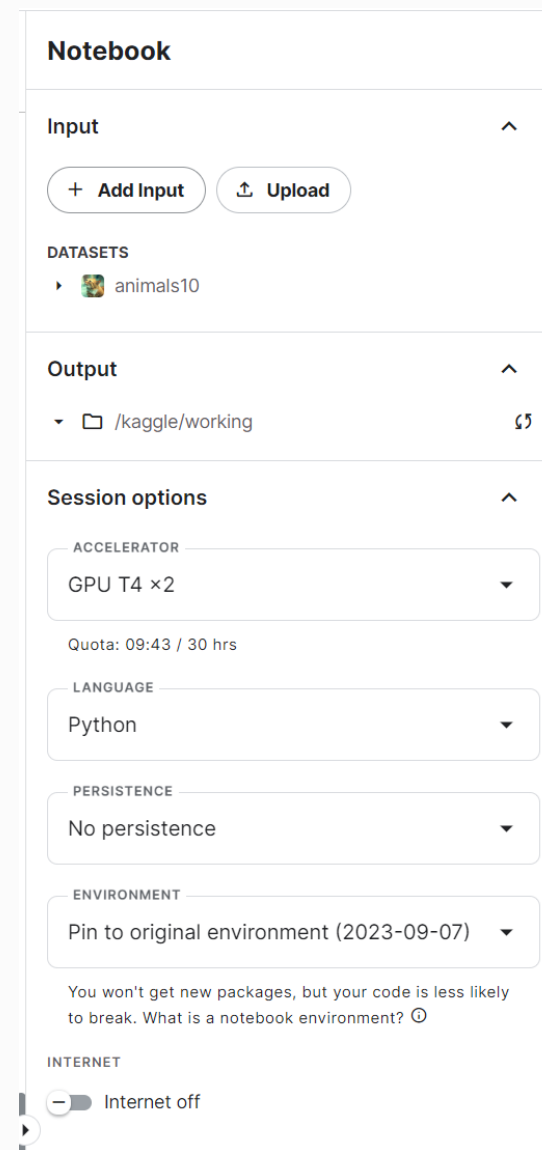 Notebook
Input
+ Add Input
Upload
DATASETS
animals10
Output
/kaggle/working
Session options
ACCELERATOR
GPU T4 ×2
Quota: 09:43 / 30 hrs
LANGUAGE
Python
PERSISTENCE
No persistence
ENVIRONMENT
Pin to original environment (2023-09-07)
You won't get new packages, but your code is less likely
to break. What is a notebook environment?
INTERNET
Internet off